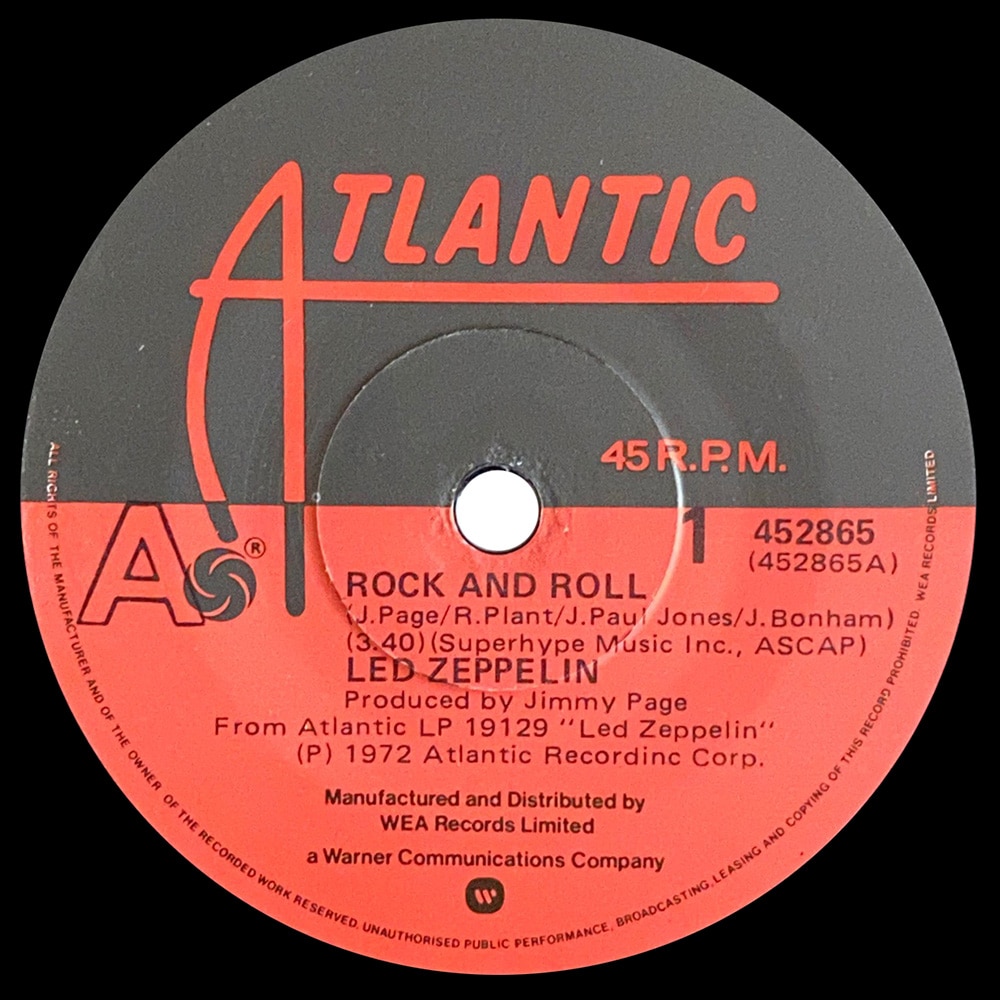 ATLANTIC
45 R.P.M.
A®
1
452865
(452865A)
ROCK AND ROLL
(J.Page/R.Plant/J.Paul Jones/J.Bonham)
(3.40)(Superhype Music Inc., ASCAP)
LED ZEPPELIN
Produced by Jimmy Page
From Atlantic LP 19129 "Led Zeppelin"
(P) 1972 Atlantic Recordinc Corp.
Manufactured and Distributed by
WEA Records Limited
a Warner Communications Company
ALL RIGHTS OF THE MANUFACTURER AND OF THE OWNER OF THE RECORDED WORK RESERVED. UNAUTHORISED PUBLIC PERFORMANCE, BROADCASTING, LEASING AND COPYING OF THIS RECORD PROHIBITED. WEA RECORDS LIMITED